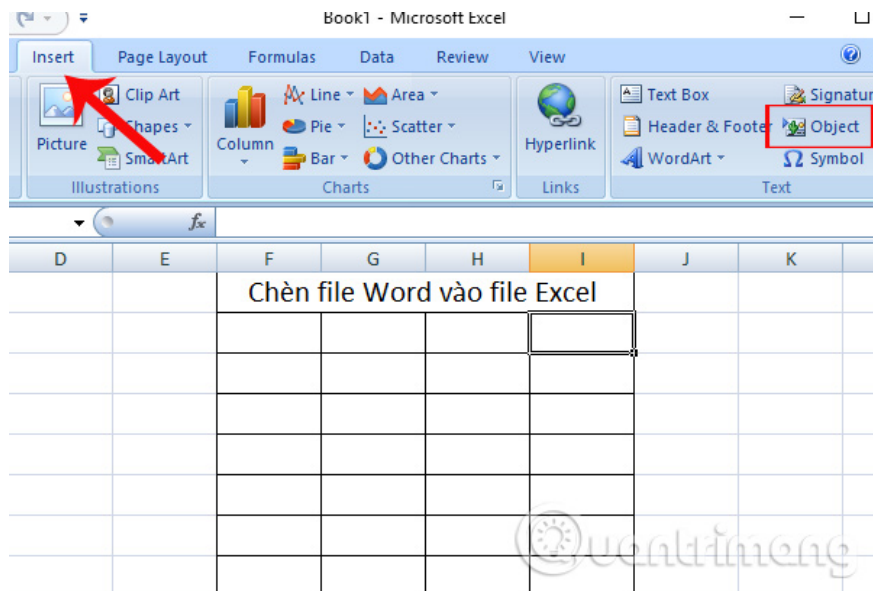 Book1 - Microsoft Excel
Insert Page Layout Formulas Data Review View
Clip Art Line Area Text Box Signatur
Picture Shapes Column Pie Scatter Hyperlink Header & Footer Object
SmartArt Bar Other Charts WordArt Ω Symbol
Illustrations Charts Links Text
fx
D E F G H I J K
Chèn file Word vào file Excel
Quantrimang